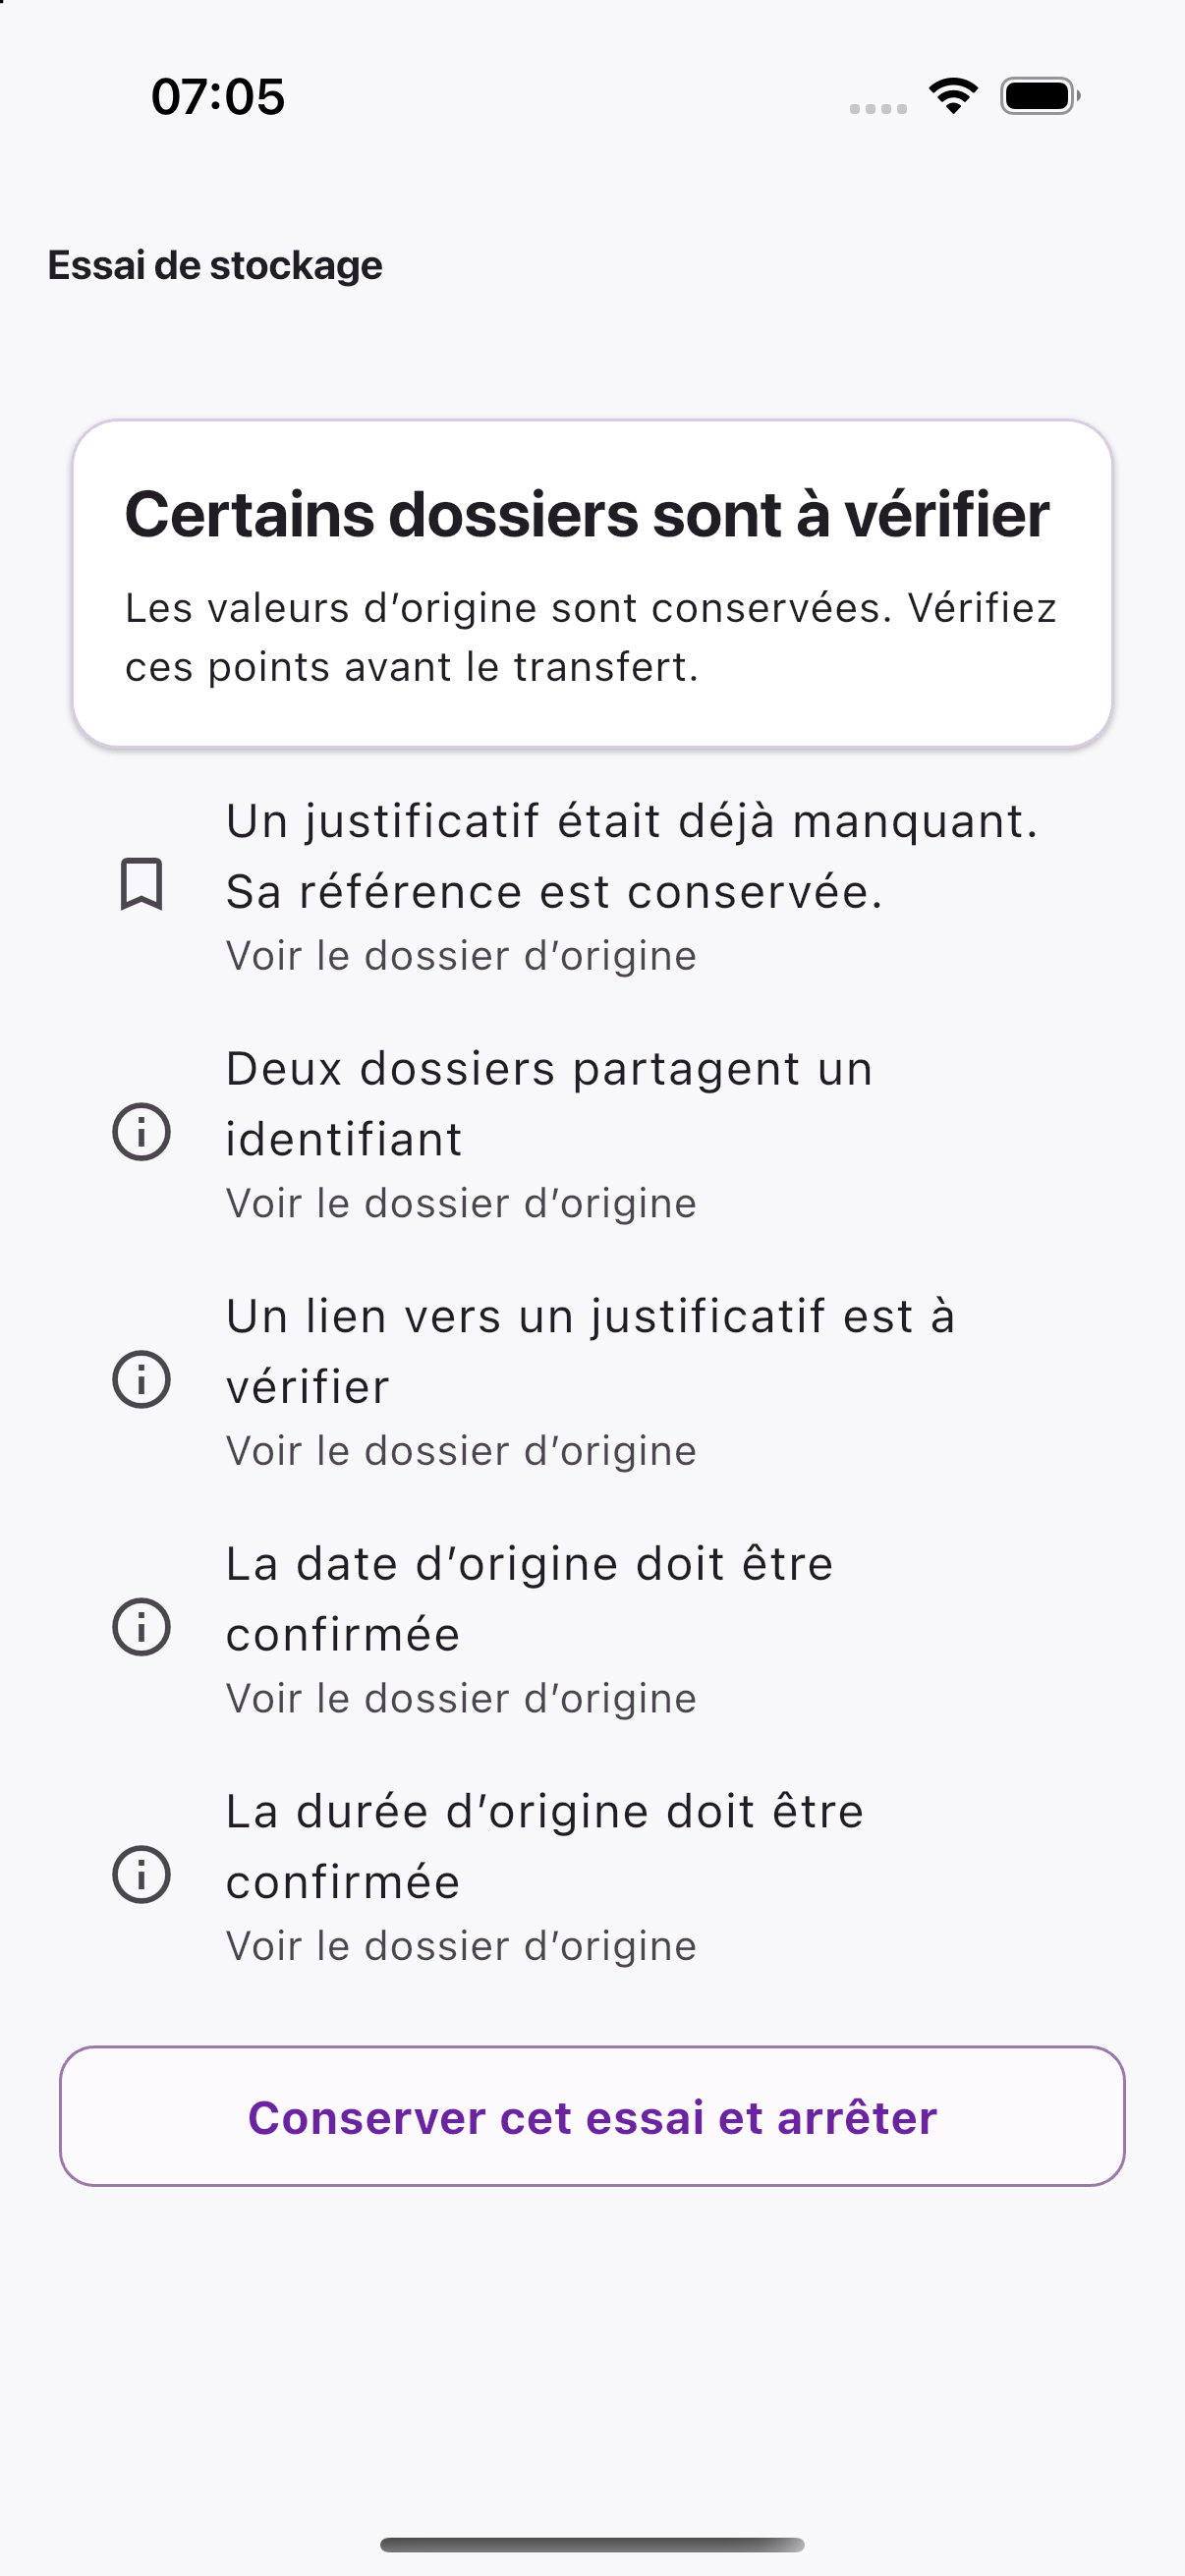 07:05
Essai de stockage
Certains dossiers sont à vérifier
Les valeurs d’origine sont conservées. Vérifiez
ces points avant le transfert.
Un justificatif était déjà manquant.
Sa référence est conservée.
Voir le dossier d’origine
Deux dossiers partagent un
identifiant
Voir le dossier d’origine
Un lien vers un justificatif est à
vérifier
Voir le dossier d’origine
La date d’origine doit être
confirmée
Voir le dossier d’origine
La durée d’origine doit être
confirmée
Voir le dossier d’origine
Conserver cet essai et arrêter